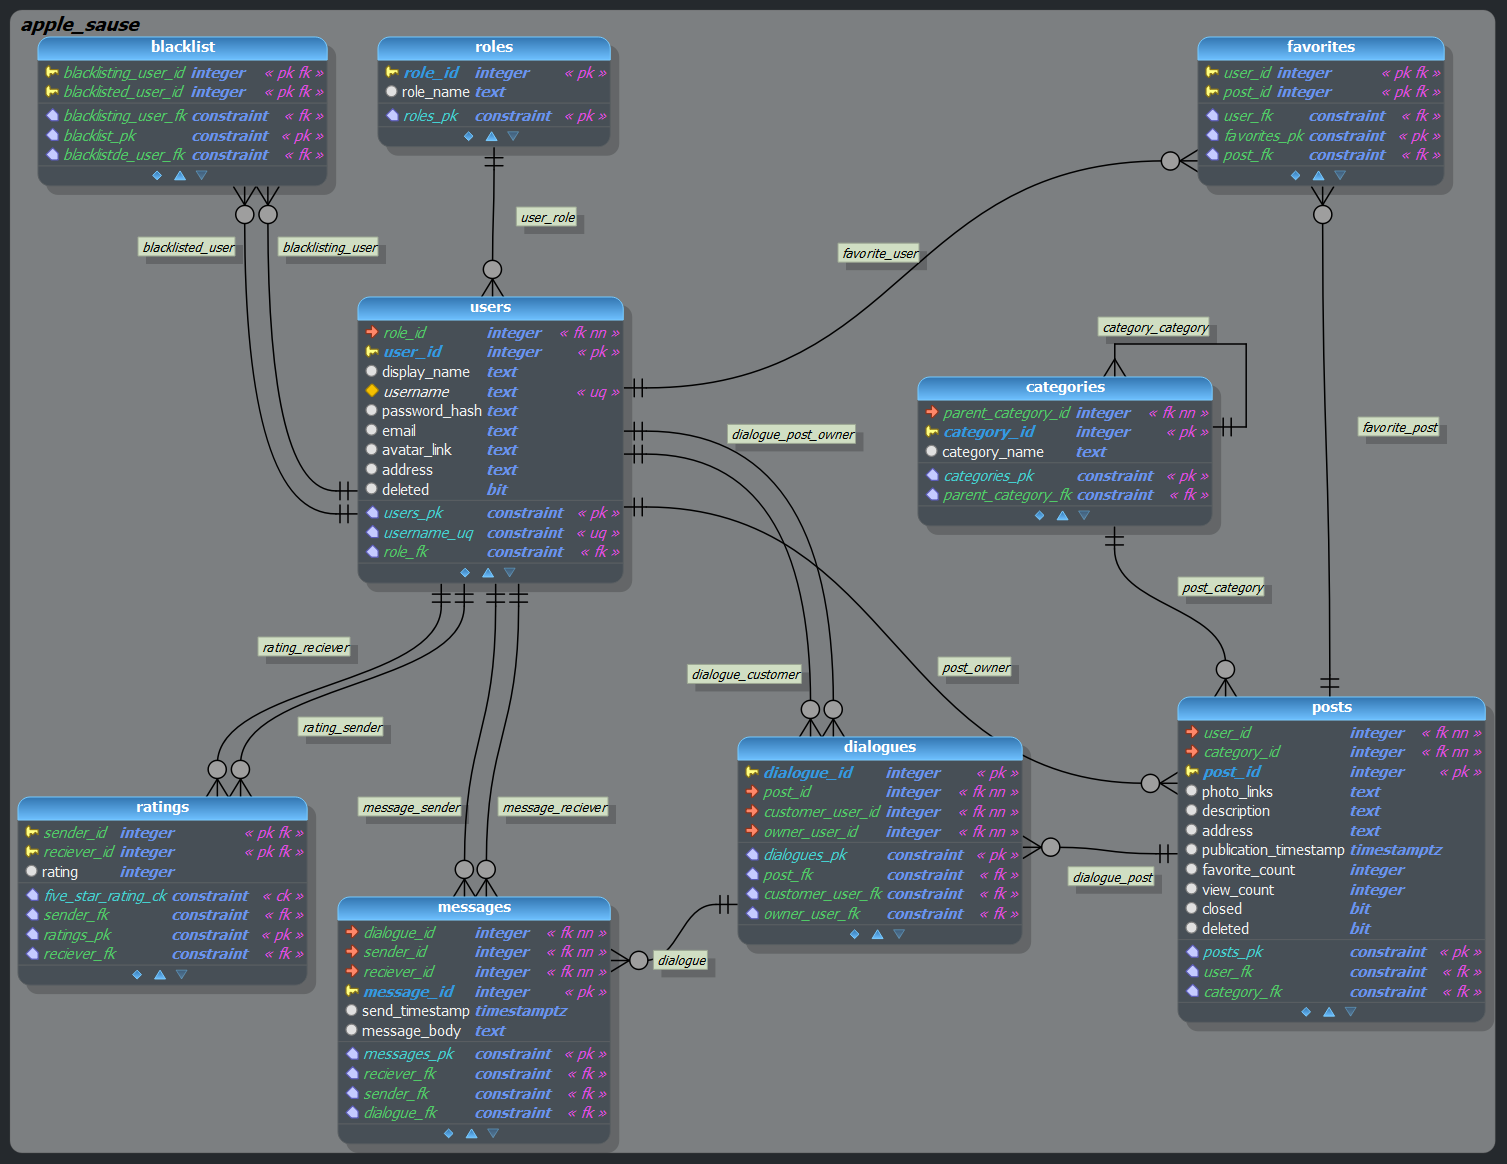 apple_sause
blacklist
blacklisting_user_id integer « pk fk »
blacklisted_user_id integer « pk fk »
blacklisting_user_fk constraint « fk »
blacklist_pk constraint « pk »
blacklistde_user_fk constraint « fk »
roles
role_id integer « pk »
role_name text
roles_pk constraint « pk »
favorites
user_id integer « pk fk »
post_id integer « pk fk »
user_fk constraint « fk »
favorites_pk constraint « pk »
post_fk constraint « fk »
user_role
blacklisted_user
blacklisting_user
favorite_user
users
role_id integer « fk nn »
user_id integer « pk »
display_name text
username text « uq »
password_hash text
email text
avatar_link text
address text
deleted bit
users_pk constraint « pk »
username_uq constraint « uq »
role_fk constraint « fk »
category_category
categories
parent_category_id integer « fk nn »
category_id integer « pk »
category_name text
categories_pk constraint « pk »
parent_category_fk constraint « fk »
dialogue_post_owner
favorite_post
post_category
rating_reciever
dialogue_customer
post_owner
rating_sender
message_sender
message_reciever
ratings
sender_id integer « pk fk »
reciever_id integer « pk fk »
rating integer
five_star_rating_ck constraint « ck »
sender_fk constraint « fk »
ratings_pk constraint « pk »
reciever_fk constraint « fk »
messages
dialogue_id integer « fk nn »
sender_id integer « fk nn »
reciever_id integer « fk nn »
message_id integer « pk »
send_timestamp timestamptz
message_body text
messages_pk constraint « pk »
reciever_fk constraint « fk »
sender_fk constraint « fk »
dialogue_fk constraint « fk »
dialogue
dialogues
dialogue_id integer « pk »
post_id integer « fk nn »
customer_user_id integer « fk nn »
owner_user_id integer « fk nn »
dialogues_pk constraint « pk »
post_fk constraint « fk »
customer_user_fk constraint « fk »
owner_user_fk constraint « fk »
dialogue_post
posts
user_id integer « fk nn »
category_id integer « fk nn »
post_id integer « pk »
photo_links text
description text
address text
publication_timestamp timestamptz
favorite_count integer
view_count integer
closed bit
deleted bit
posts_pk constraint « pk »
user_fk constraint « fk »
category_fk constraint « fk »